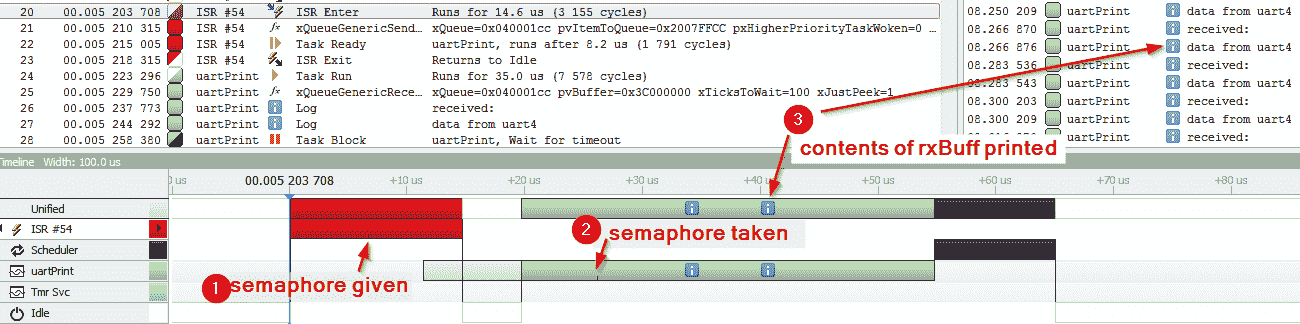 20 00.005 203 708 ISR #54 ISR Enter Runs for 14.6 us (3 155 cycles)
21 00.005 210 315 ISR #54 xQueueGenericSend... xQueue=0x040001cc pvItemToQueue=0x2007FFCC pxHigherPriorityTaskWoken=0 ...
22 00.005 215 005 ISR #54 Task Ready uartPrint, runs after 8.2 us (1 791 cycles)
23 00.005 218 315 ISR #54 ISR Exit Returns to Idle
24 00.005 223 296 uartPrint Task Run Runs for 35.0 us (7 578 cycles)
25 00.005 229 750 uartPrint xQueueGenericRece... xQueue=0x040001cc pvBuffer=0x3C000000 xTicksToWait=100 xJustPeek=1
26 00.005 237 773 uartPrint Log received:
27 00.005 244 292 uartPrint Log data from uart4
28 00.005 258 380 uartPrint Task Block uartPrint, Wait for timeout
08.250 209 uartPrint data from uart4
08.266 870 uartPrint received:
08.266 876 uartPrint data from uart4
08.283 536 uartPrint received:
08.283 543 uartPrint data from uart4
08.300 203 uartPrint received:
08.300 209 uartPrint data from uart4
uartPrint received:
3
contents of rxBuff printed
Timeline Width: 100.0 us
0 us 00.005 203 708 +10 us +20 us +30 us +40 us +50 us +60 us +70 us +80 us
Unified
ISR #54
Scheduler
2 semaphore taken
uartPrint
1 semaphore given
Tmr Svc
Idle